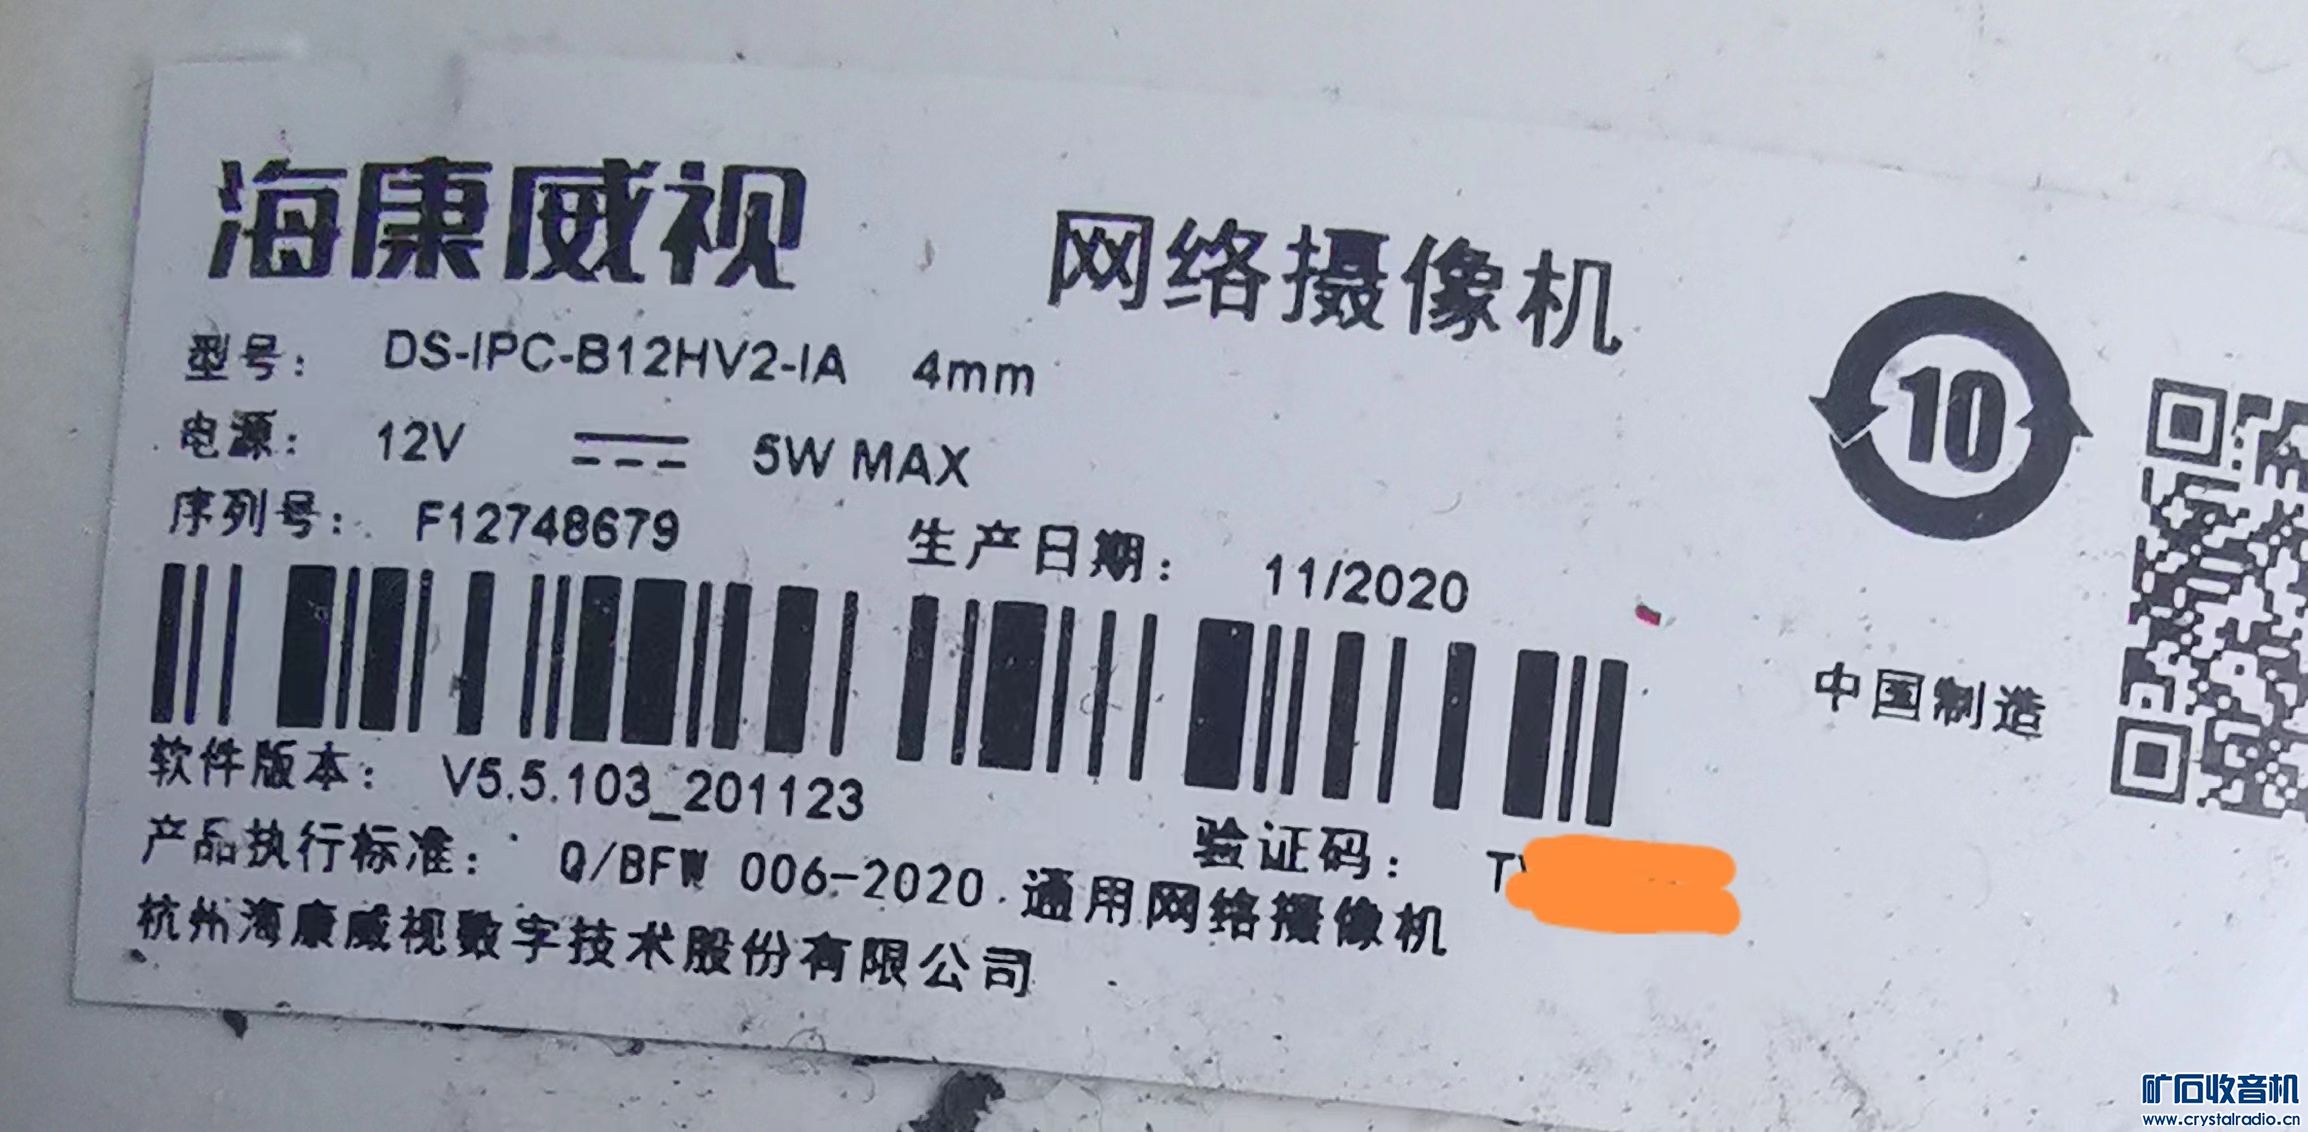 海康威视 网络摄像机
型号： DS-IPC-B12HV2-IA 4mm
电源： 12V 5W MAX
序列号： F12748679 生产日期： 11/2020
10
中国制造
软件版本： V5.5.103_201123
验证码： T
产品执行标准： Q/BFW 006-2020 通用网络摄像机
杭州海康威视数字技术股份有限公司
矿石收音机
www.crystalradio.cn